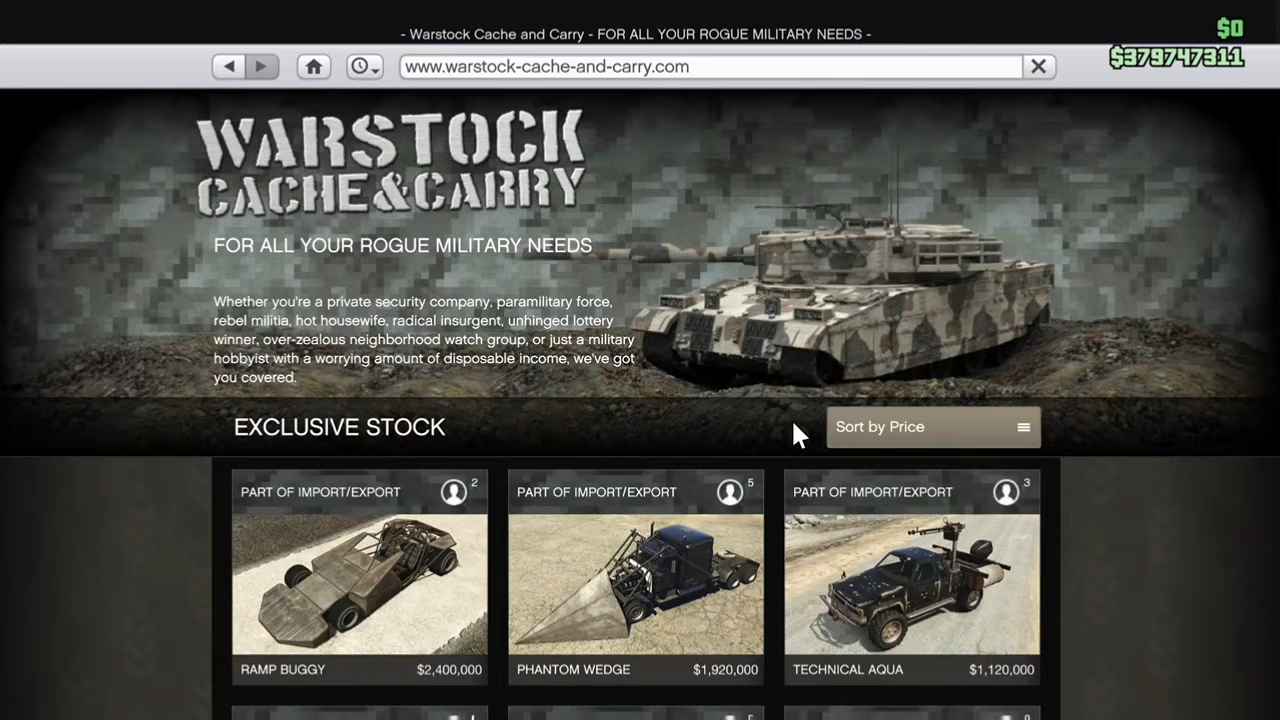 - Warstock Cache and Carry - FOR ALL YOUR ROGUE MILITARY NEEDS -
$0
$379747311
www.warstock-cache-and-carry.com
WARSTOCK
CACHE&CARRY
FOR ALL YOUR ROGUE MILITARY NEEDS
Whether you're a private security company, paramilitary force,
rebel militia, hot housewife, radical insurgent, unhinged lottery
winner, over-zealous neighborhood watch group, or just a military
hobbyist with a worrying amount of disposable income, we've got
you covered.
EXCLUSIVE STOCK
Sort by Price
PART OF IMPORT/EXPORT 2
RAMP BUGGY $2,400,000
PART OF IMPORT/EXPORT 5
PHANTOM WEDGE $1,920,000
PART OF IMPORT/EXPORT 3
TECHNICAL AQUA $1,120,000